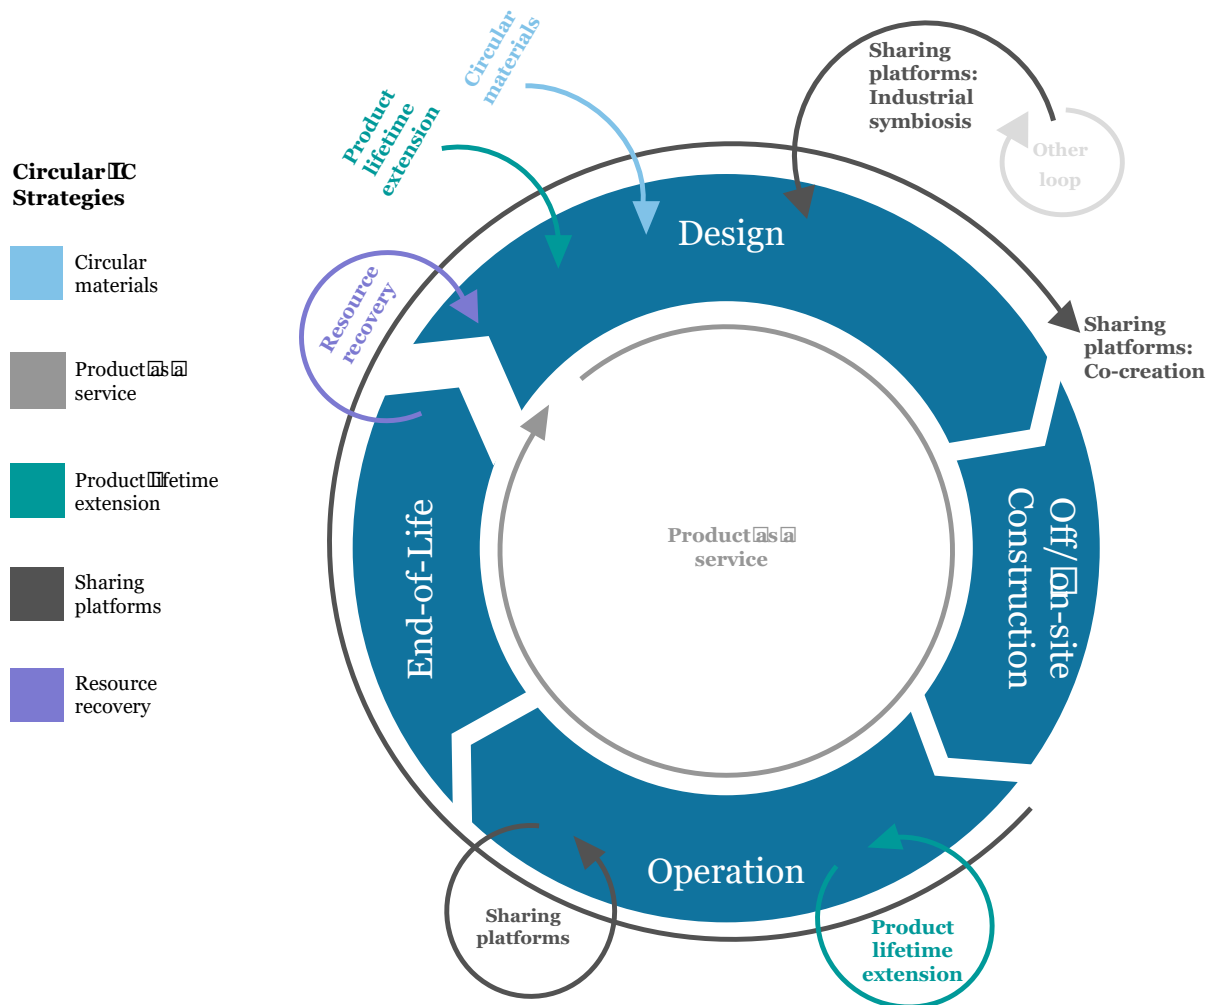 Circular
materials
Product
lifetime
extension
Sharing
platforms:
Industrial
symbiosis
Other
loop
Circular IC
Strategies
Circular
materials
Product as a
service
Product lifetime
extension
Sharing
platforms
Resource
recovery
Resource
recovery
Design
Sharing
platforms:
Co-creation
Product as a
service
End-of-Life
Off/ on-site
Construction
Operation
Sharing
platforms
Product
lifetime
extension